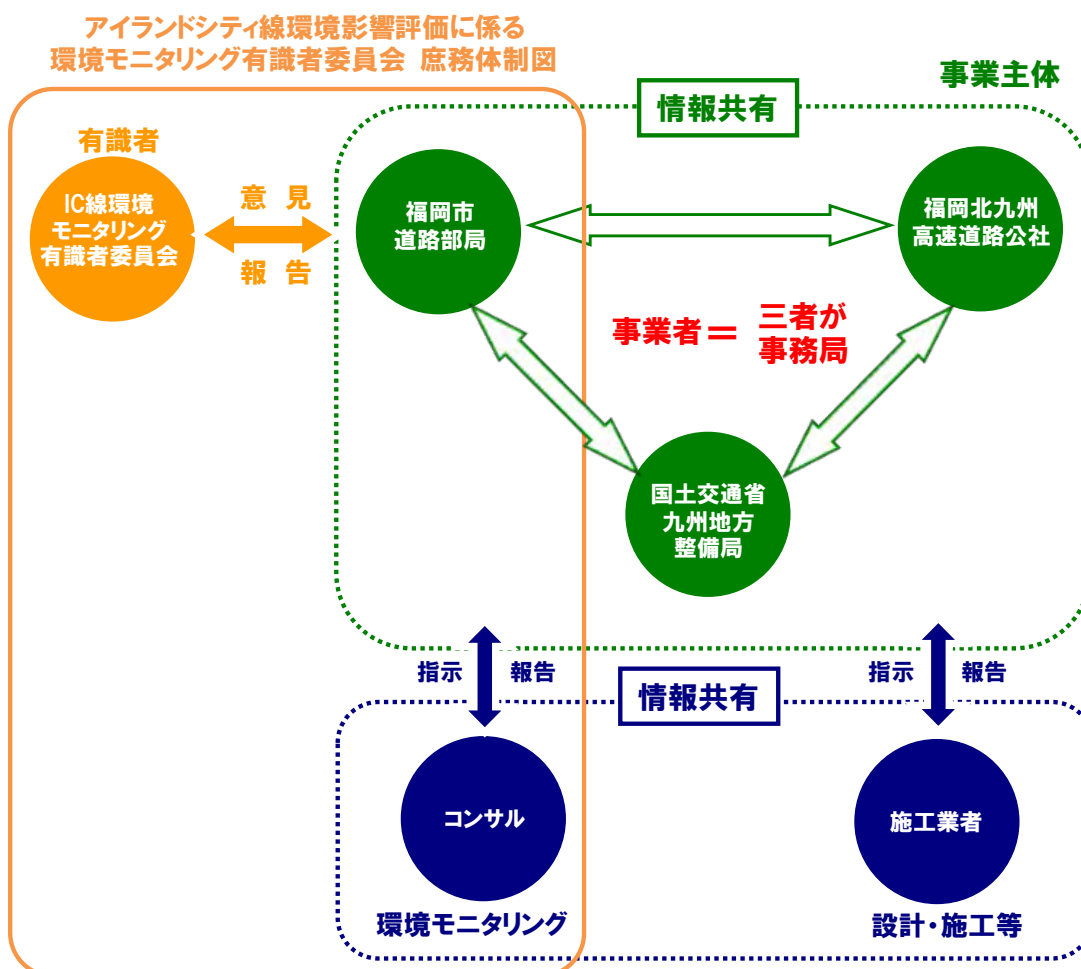 アイランドシティ線環境影響評価に係る
環境モニタリング有識者委員会 庶務体制図
事業主体
情報共有
有識者
IC線環境
モニタリング
有識者委員会
意 見
報 告
福岡市
道路部局
福岡北九州
高速道路公社
事業者＝
三者が
事務局
国土交通省
九州地方
整備局
指示
報告
指示
報告
情報共有
コンサル
施工業者
環境モニタリング
設計・施工等